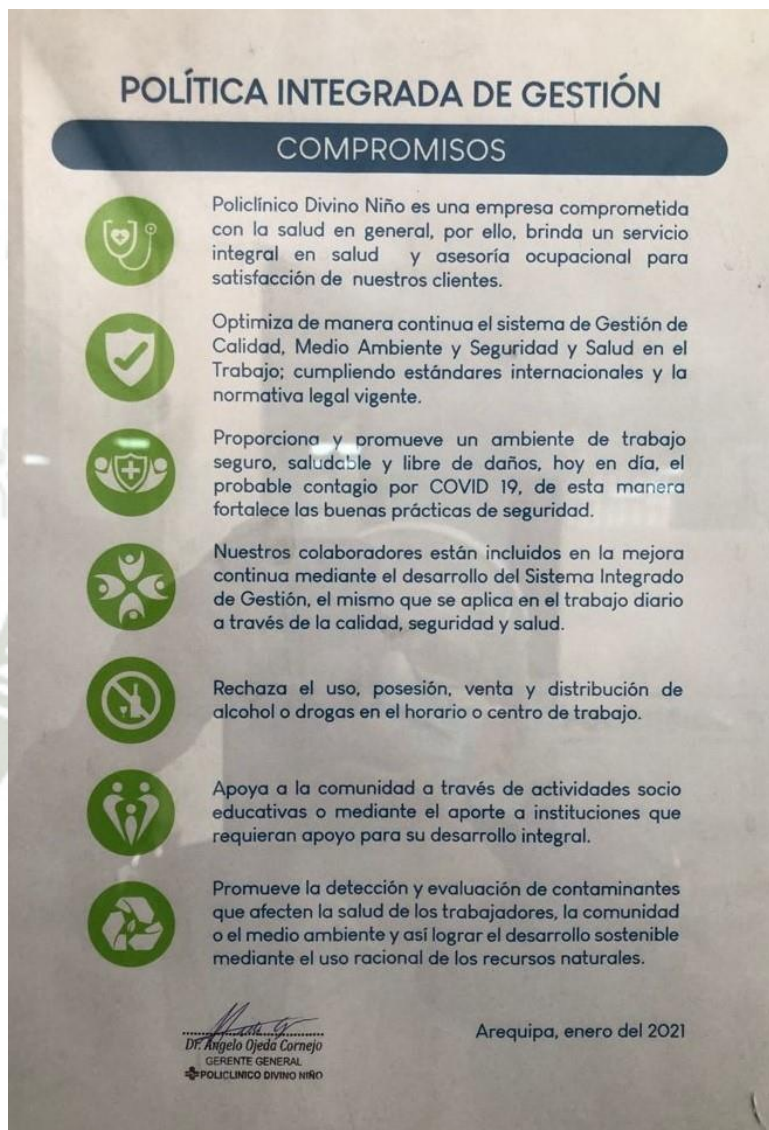 POLÍTICA INTEGRADA DE GESTIÓN
COMPROMISOS
Policlínico Divino Niño es una empresa comprometida
con la salud en general, por ello, brinda un servicio
integral en salud y asesoría ocupacional para
satisfacción de nuestros clientes.
Optimiza de manera continua el sistema de Gestión de
Calidad, Medio Ambiente y Seguridad y Salud en el
Trabajo; cumpliendo estándares internacionales y la
normativa legal vigente.
Proporciona y promueve un ambiente de trabajo
seguro, saludable y libre de daños, hoy en día, el
probable contagio por COVID 19, de esta manera
fortalece las buenas prácticas de seguridad.
Nuestros colaboradores están incluidos en la mejora
continua mediante el desarrollo del Sistema Integrado
de Gestión, el mismo que se aplica en el trabajo diario
a través de la calidad, seguridad y salud.
Rechaza el uso, posesión, venta y distribución de
alcohol o drogas en el horario o centro de trabajo.
Apoya a la comunidad a través de actividades socio
educativas o mediante el aporte a instituciones que
requieran apoyo para su desarrollo integral.
Promueve la detección y evaluación de contaminantes
que afecten la salud de los trabajadores, la comunidad
o el medio ambiente y así lograr el desarrollo sostenible
mediante el uso racional de los recursos naturales.
Dr. Angelo Ojeda Cornejo
GERENTE GENERAL
POLICLINICO DIVINO NIÑO
Arequipa, enero del 2021